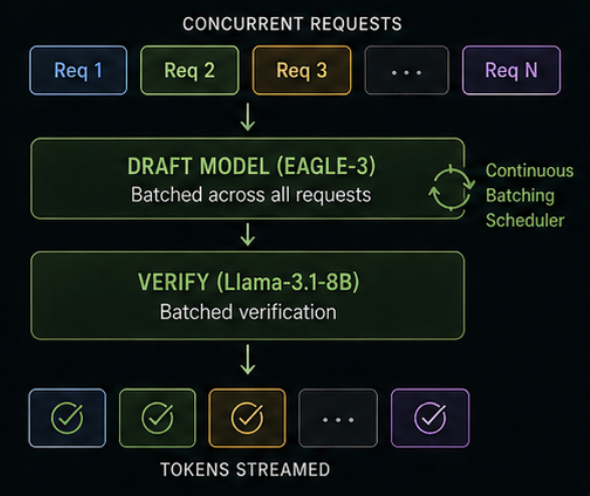 CONCURRENT REQUESTS
Req 1
Req 2
Req 3
...
Req N
DRAFT MODEL (EAGLE-3)
Batched across all requests
Continuous
Batching
Scheduler
VERIFY (Llama-3.1-8B)
Batched verification
...
TOKENS STREAMED